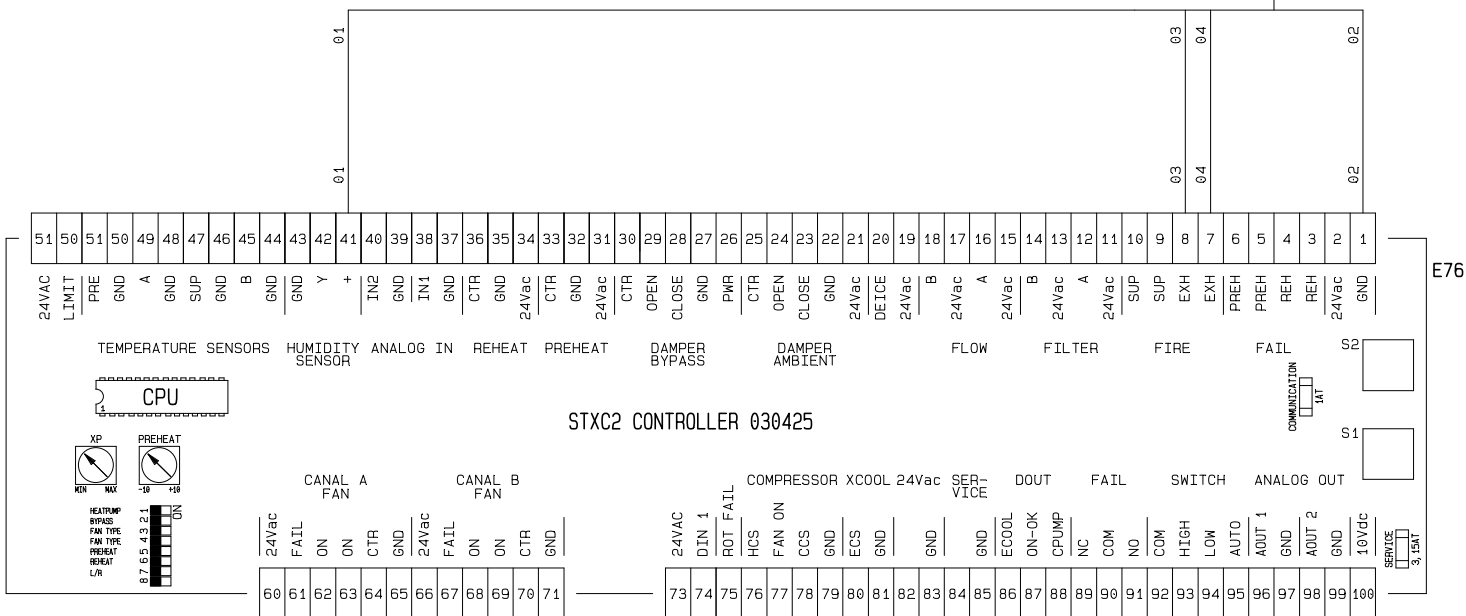 01 03 04 02
01 03 04 02
51 50 51 50 49 48 47 46 45 44 43 42 41 40 39 38 37 36 35 34 33 32 31 30 29 28 27 26 25 24 23 22 21 20 19 18 17 16 15 14 13 12 11 10 9 8 7 6 5 4 3 2 1
E76
24VAC LIMIT PRE GND A GND SUP GND B GND GND Y + IN2 GND IN1 GND CTR GND 24Vac CTR GND 24Vac CTR OPEN CLOSE GND PWR CTR OPEN CLOSE GND 24Vac DEICE 24Vac B 24Vac A 24Vac B 24Vac A 24Vac SUP SUP EXH EXH PREH PREH REH REH 24Vac GND
TEMPERATURE SENSORS HUMIDITY ANALOG IN REHEAT PREHEAT DAMPER DAMPER FLOW FILTER FIRE FAIL S2
SENSOR BYPASS AMBIENT
COMMUNICATION
1AT
CPU
1
STXC2 CONTROLLER 030425
S1
XP PREHEAT
MIN MAX -10 +10
CANAL A CANAL B COMPRESSOR XCOOL 24Vac SER- DOUT FAIL SWITCH ANALOG OUT
FAN FAN VICE
HEATPUMP 1 ON
BYPASS 2
FAN TYPE 3
FAN TYPE 4
PREHEAT 5
REHEAT 6
L/R 7
8
24Vac FAIL ON ON CTR GND 24Vac FAIL ON ON CTR GND
24VAC DIN 1 ROT FAIL HCS FAN ON CCS GND ECS GND GND GND ECOOL ON-OK CPUMP NC COM NO COM HIGH LOW AUTO AOUT 1 GND AOUT 2 GND 10Vdc
SERVICE
3,15AT
60 61 62 63 64 65 66 67 68 69 70 71 73 74 75 76 77 78 79 80 81 82 83 84 85 86 87 88 89 90 91 92 93 94 95 96 97 98 99 100